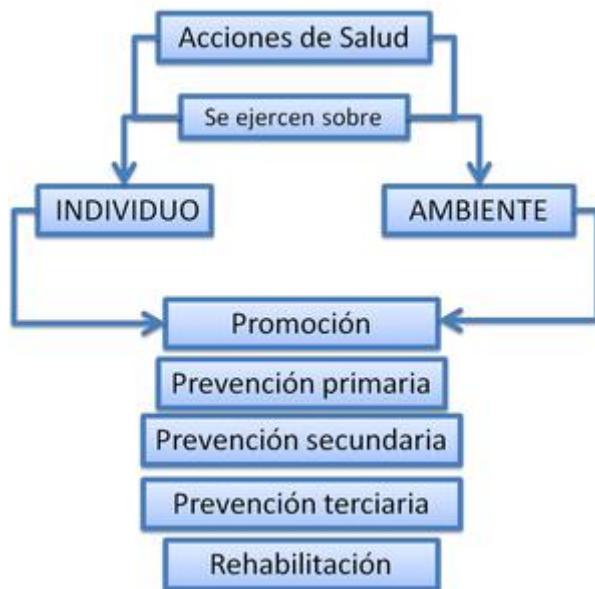 Acciones de Salud
Se ejercen sobre
INDIVIDUO
AMBIENTE
Promoción
Prevención primaria
Prevención secundaria
Prevención terciaria
Rehabilitación